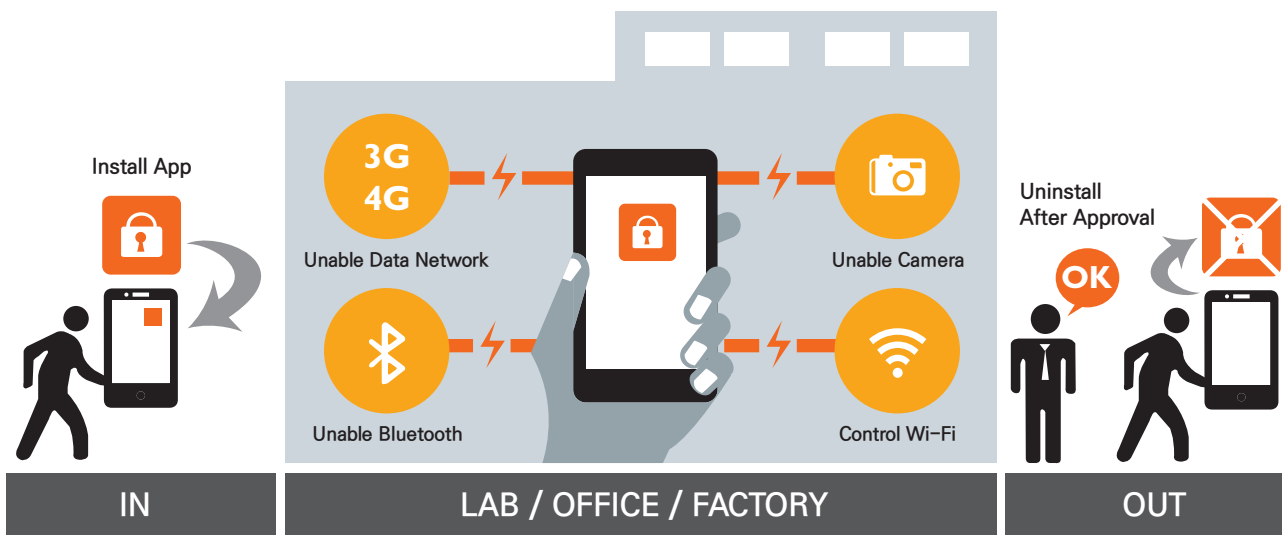 Install App
3G
4G
Unable Data Network
Unable Bluetooth
Unable Camera
Control Wi-Fi
Uninstall
After Approval
OK
IN
LAB / OFFICE / FACTORY
OUT